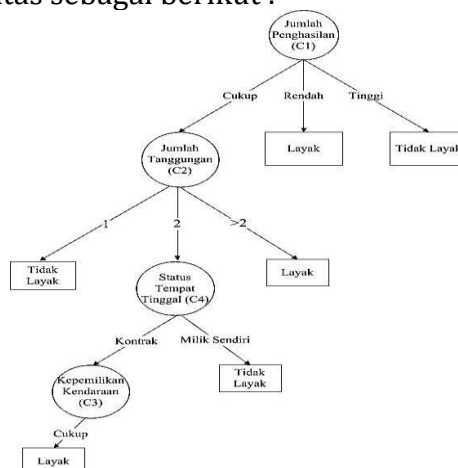 tas sebagai berikut :
Jumlah
Penghasilan
(C1)
Cukup
Rendah
Tinggi
Jumlah
Tanggungan
(C2)
Layak
Tidak Layak
1
2
>2
Tidak
Layak
Status
Tempat
Tinggal (C4)
Layak
Kontrak
Milik Sendiri
Kepemilikan
Kendaraan
(C3)
Tidak
Layak
Cukup
Layak